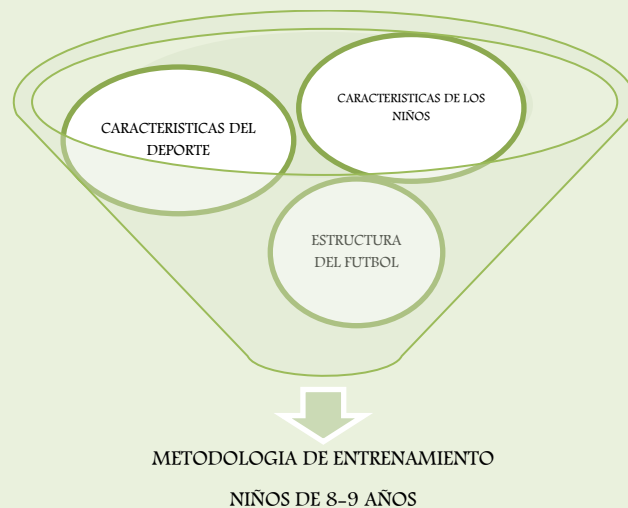 CARACTERISTICAS DEL
DEPORTE
CARACTERISTICAS DE LOS
NIÑOS
ESTRUCTURA
DEL FUTBOL
METODOLOGIA DE ENTRENAMIENTO
NIÑOS DE 8-9 AÑOS